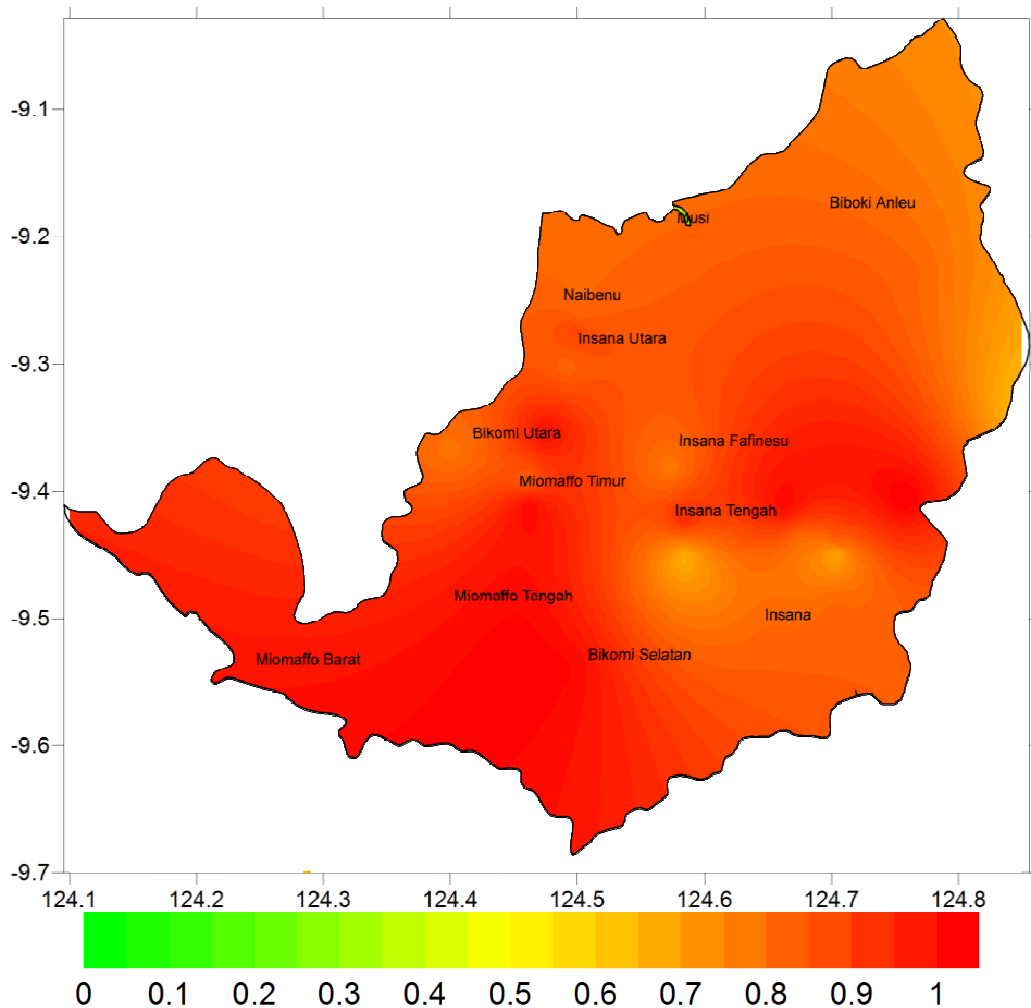 -9.1
Biboki Anleu
Musi
-9.2
Naibenu
Insana Utara
-9.3
Bikomi Utara
Insana Fafinesu
Miomaffo Timur
-9.4
Insana Tengah
Miomaffo Tengah
Insana
-9.5
Bikomi Selatan
Miomaffo Barat
-9.6
-9.7
124.1 124.2 124.3 124.4 124.5 124.6 124.7 124.8
0 0.1 0.2 0.3 0.4 0.5 0.6 0.7 0.8 0.9 1